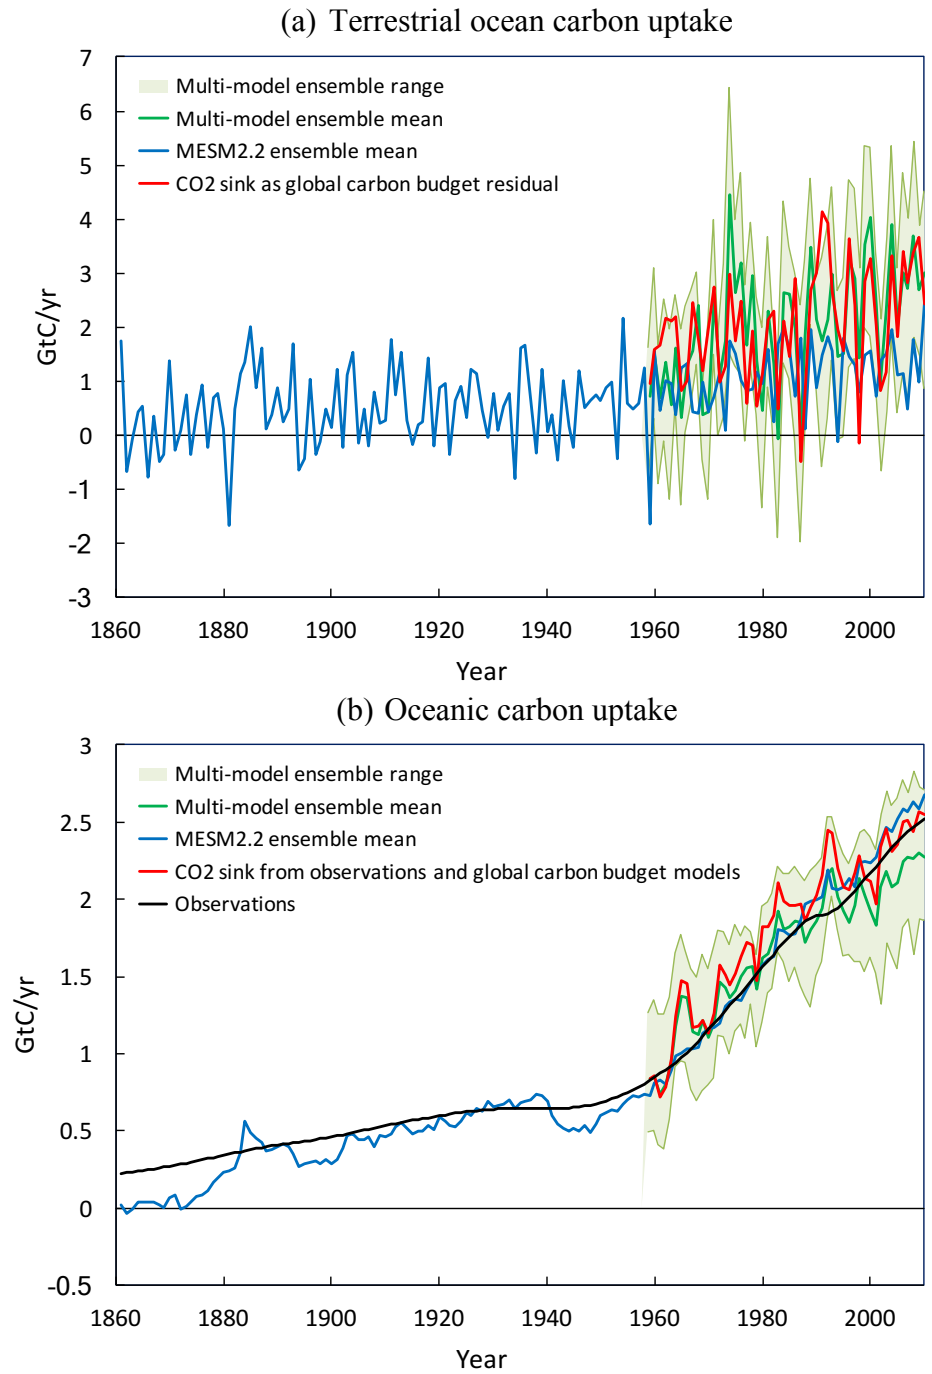 (a) Terrestrial ocean carbon uptake
7
6
5
4
3
2
1
0
-1
-2
-3
GtC/yr
Multi-model ensemble range
Multi-model ensemble mean
MESM2.2 ensemble mean
CO2 sink as global carbon budget residual
1860 1880 1900 1920 1940 1960 1980 2000
Year
(b) Oceanic carbon uptake
3
2.5
2
1.5
1
0.5
0
-0.5
GtC/yr
Multi-model ensemble range
Multi-model ensemble mean
MESM2.2 ensemble mean
CO2 sink from observations and global carbon budget models
Observations
1860 1880 1900 1920 1940 1960 1980 2000
Year